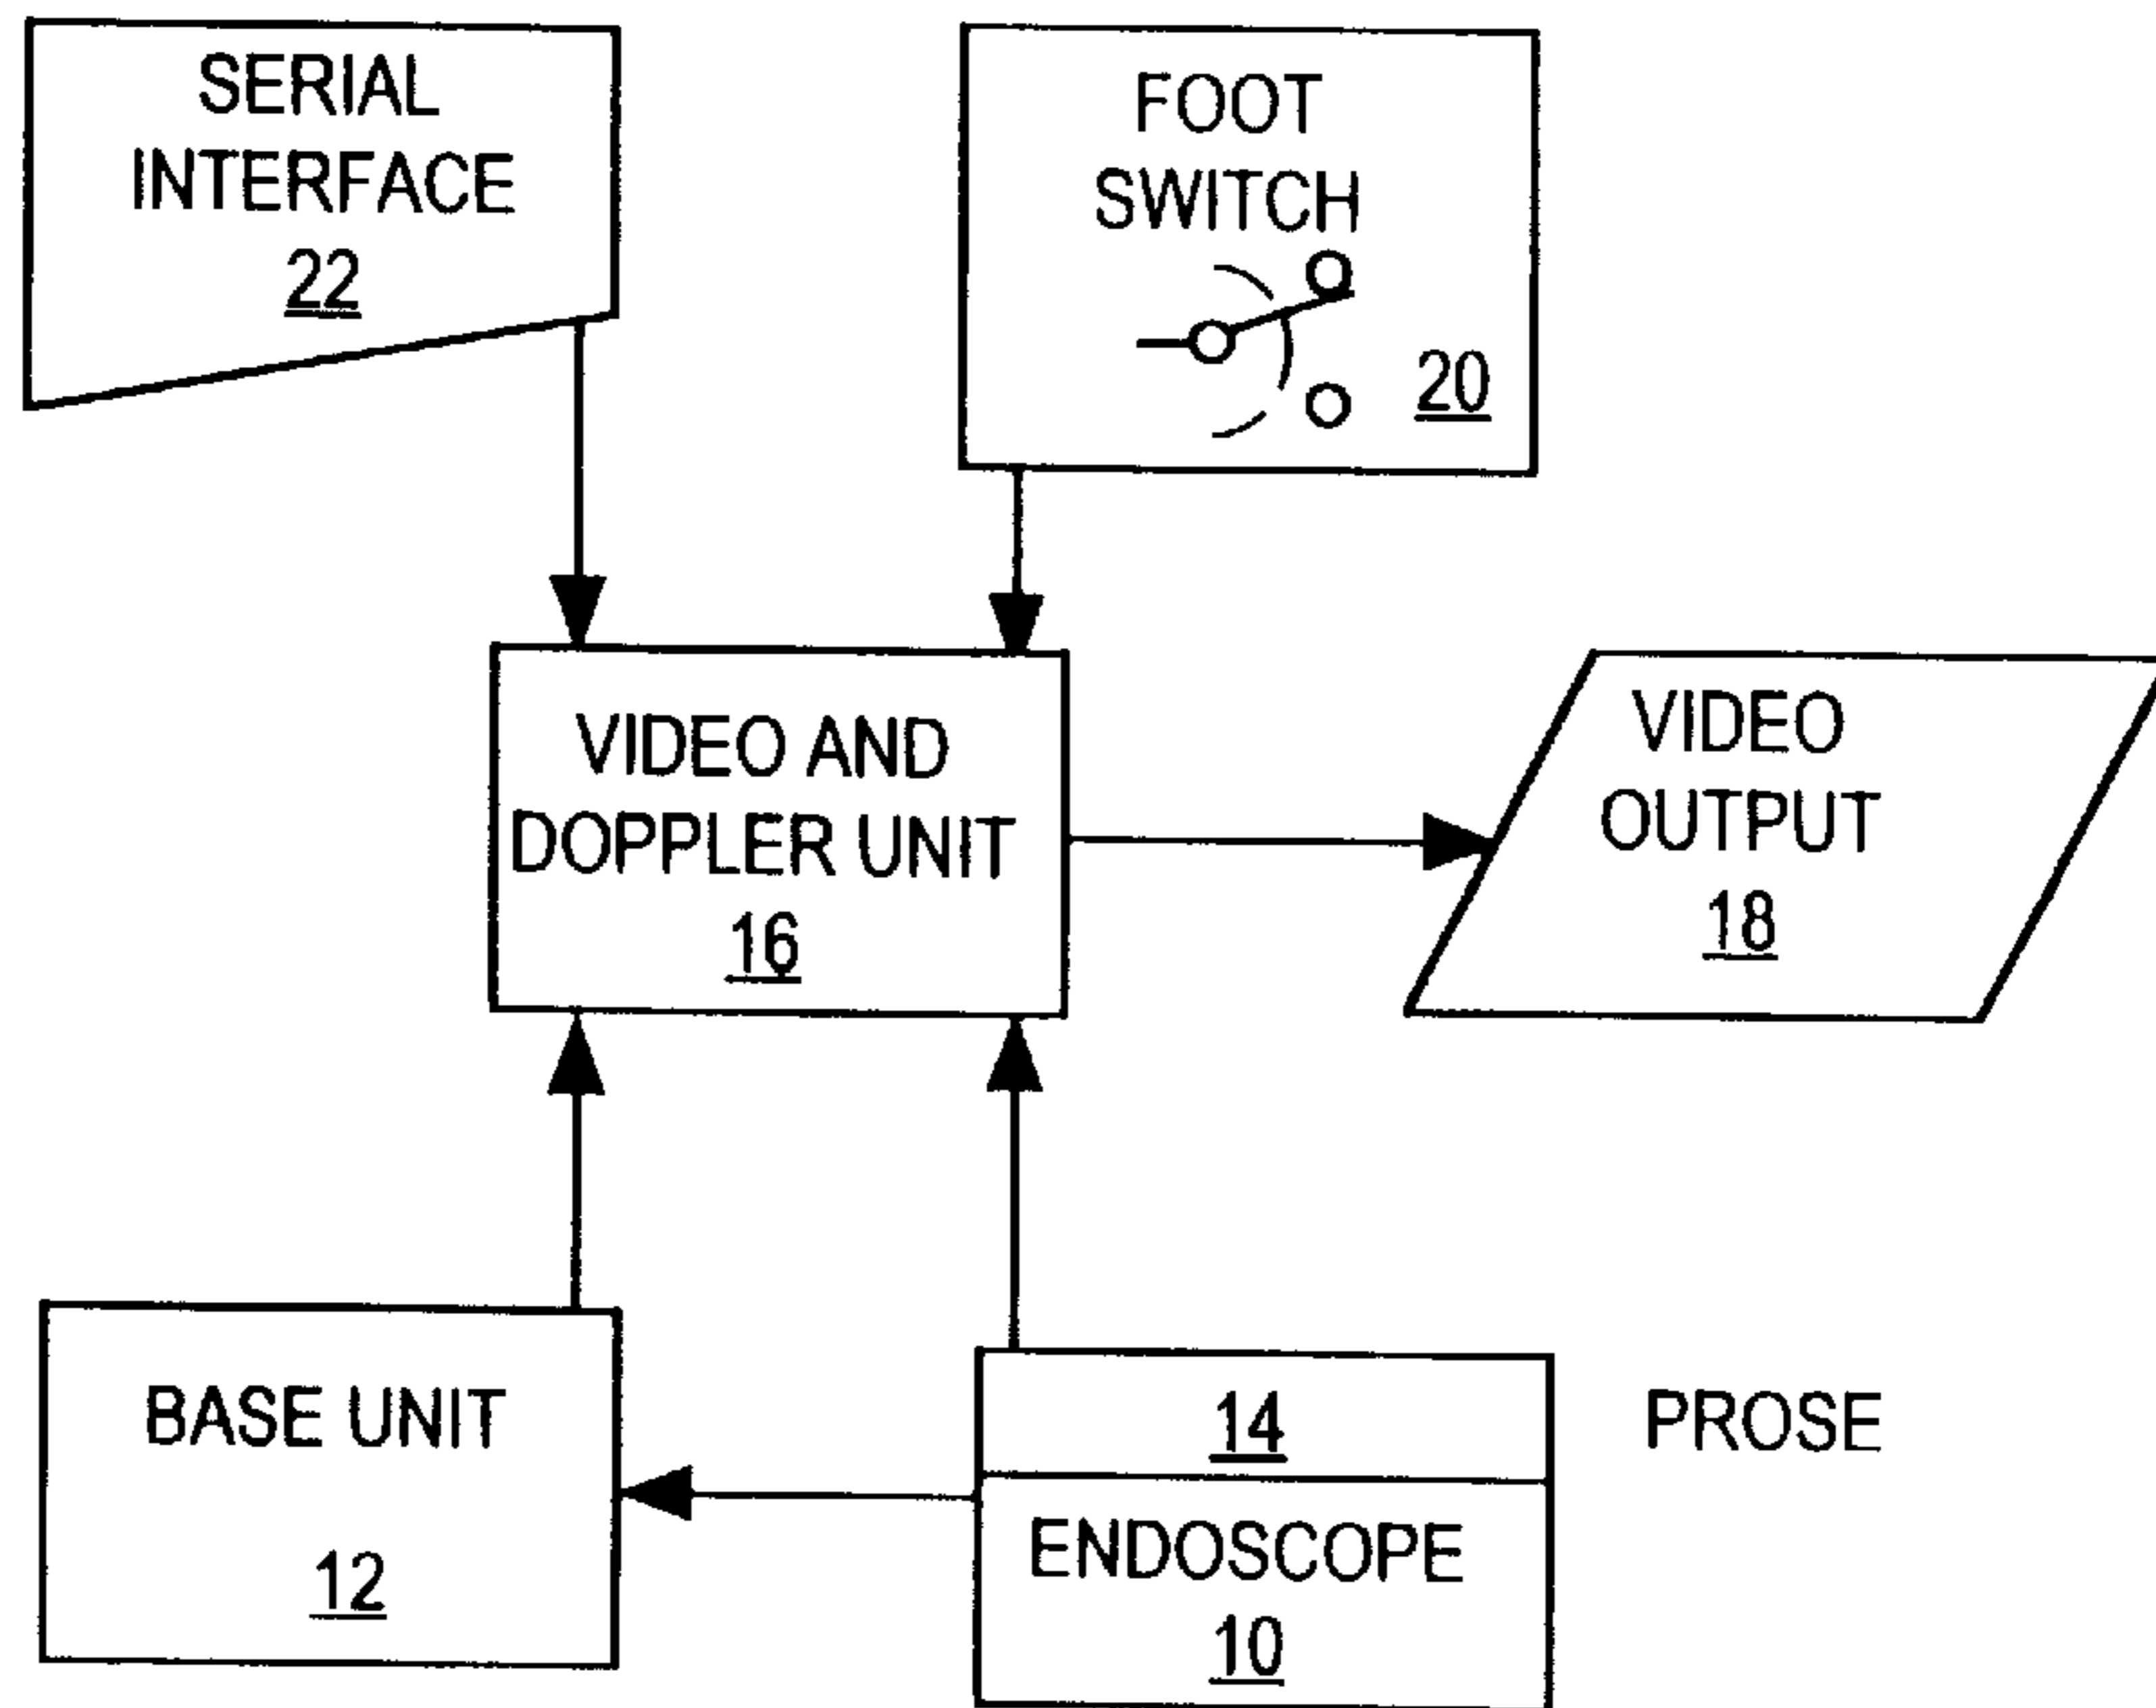 SERIAL
INTERFACE
22
FOOT
SWITCH
20
VIDEO AND
DOPPLER UNIT
16
VIDEO
OUTPUT
18
BASE UNIT
12
14
PROSE
ENDOSCOPE
10